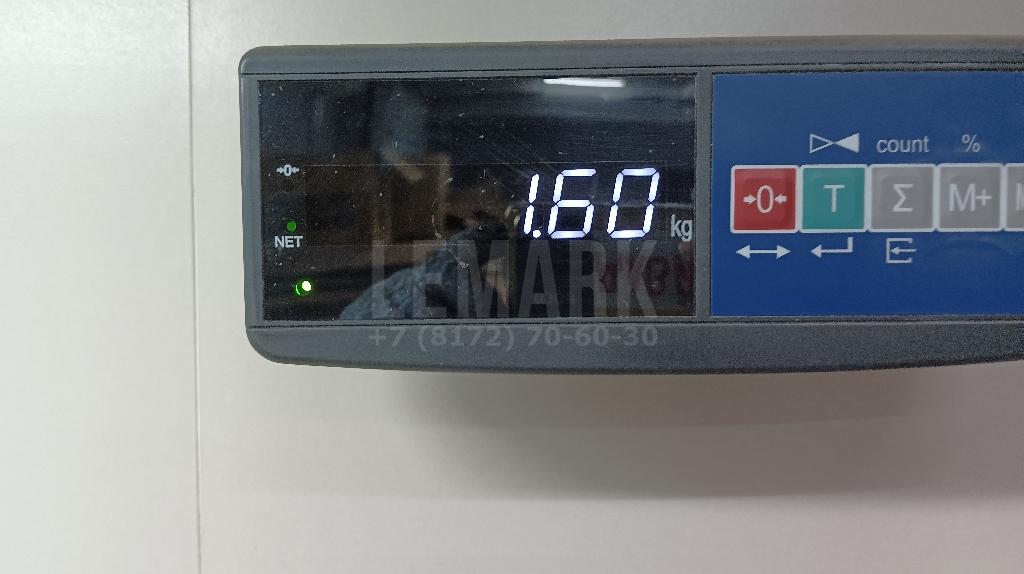 count %
→0←
1.60 kg
→0← T Σ M+
NET
LEMARK
+7 (8172) 70-60-30